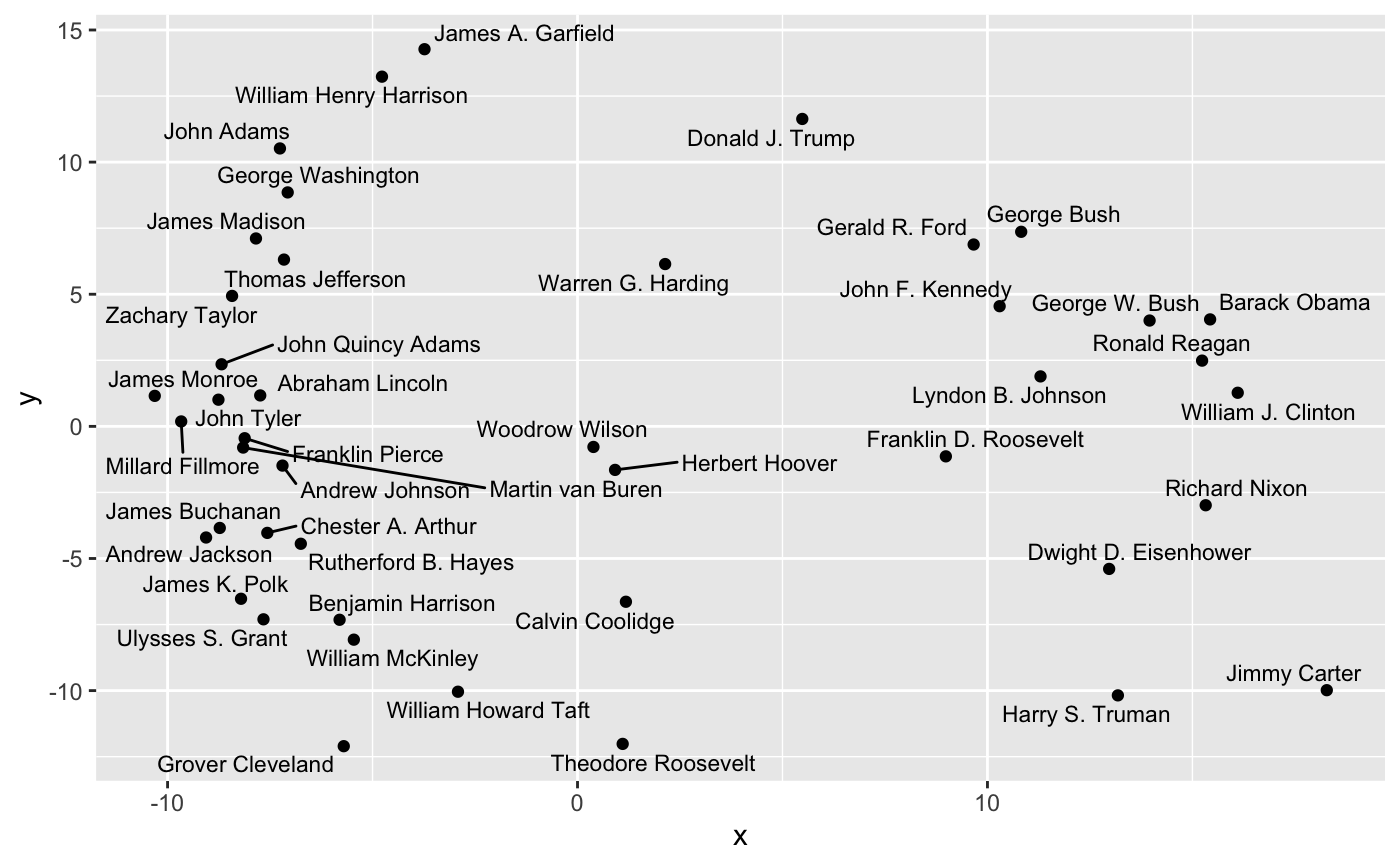 15
James A. Garfield
William Henry Harrison
John Adams
Donald J. Trump
10
George Washington
James Madison
Gerald R. Ford
George Bush
Thomas Jefferson
Warren G. Harding
5
John F. Kennedy
George W. Bush
Barack Obama
Zachary Taylor
John Quincy Adams
Ronald Reagan
James Monroe
Abraham Lincoln
Lyndon B. Johnson
William J. Clinton
y
0
John Tyler
Woodrow Wilson
Franklin D. Roosevelt
Millard Fillmore
Franklin Pierce
Herbert Hoover
Andrew Johnson
Martin van Buren
Richard Nixon
James Buchanan
Chester A. Arthur
-5
Andrew Jackson
Rutherford B. Hayes
Dwight D. Eisenhower
James K. Polk
Benjamin Harrison
Calvin Coolidge
Ulysses S. Grant
William McKinley
Jimmy Carter
-10
William Howard Taft
Harry S. Truman
Grover Cleveland
Theodore Roosevelt
-10
0
10
x